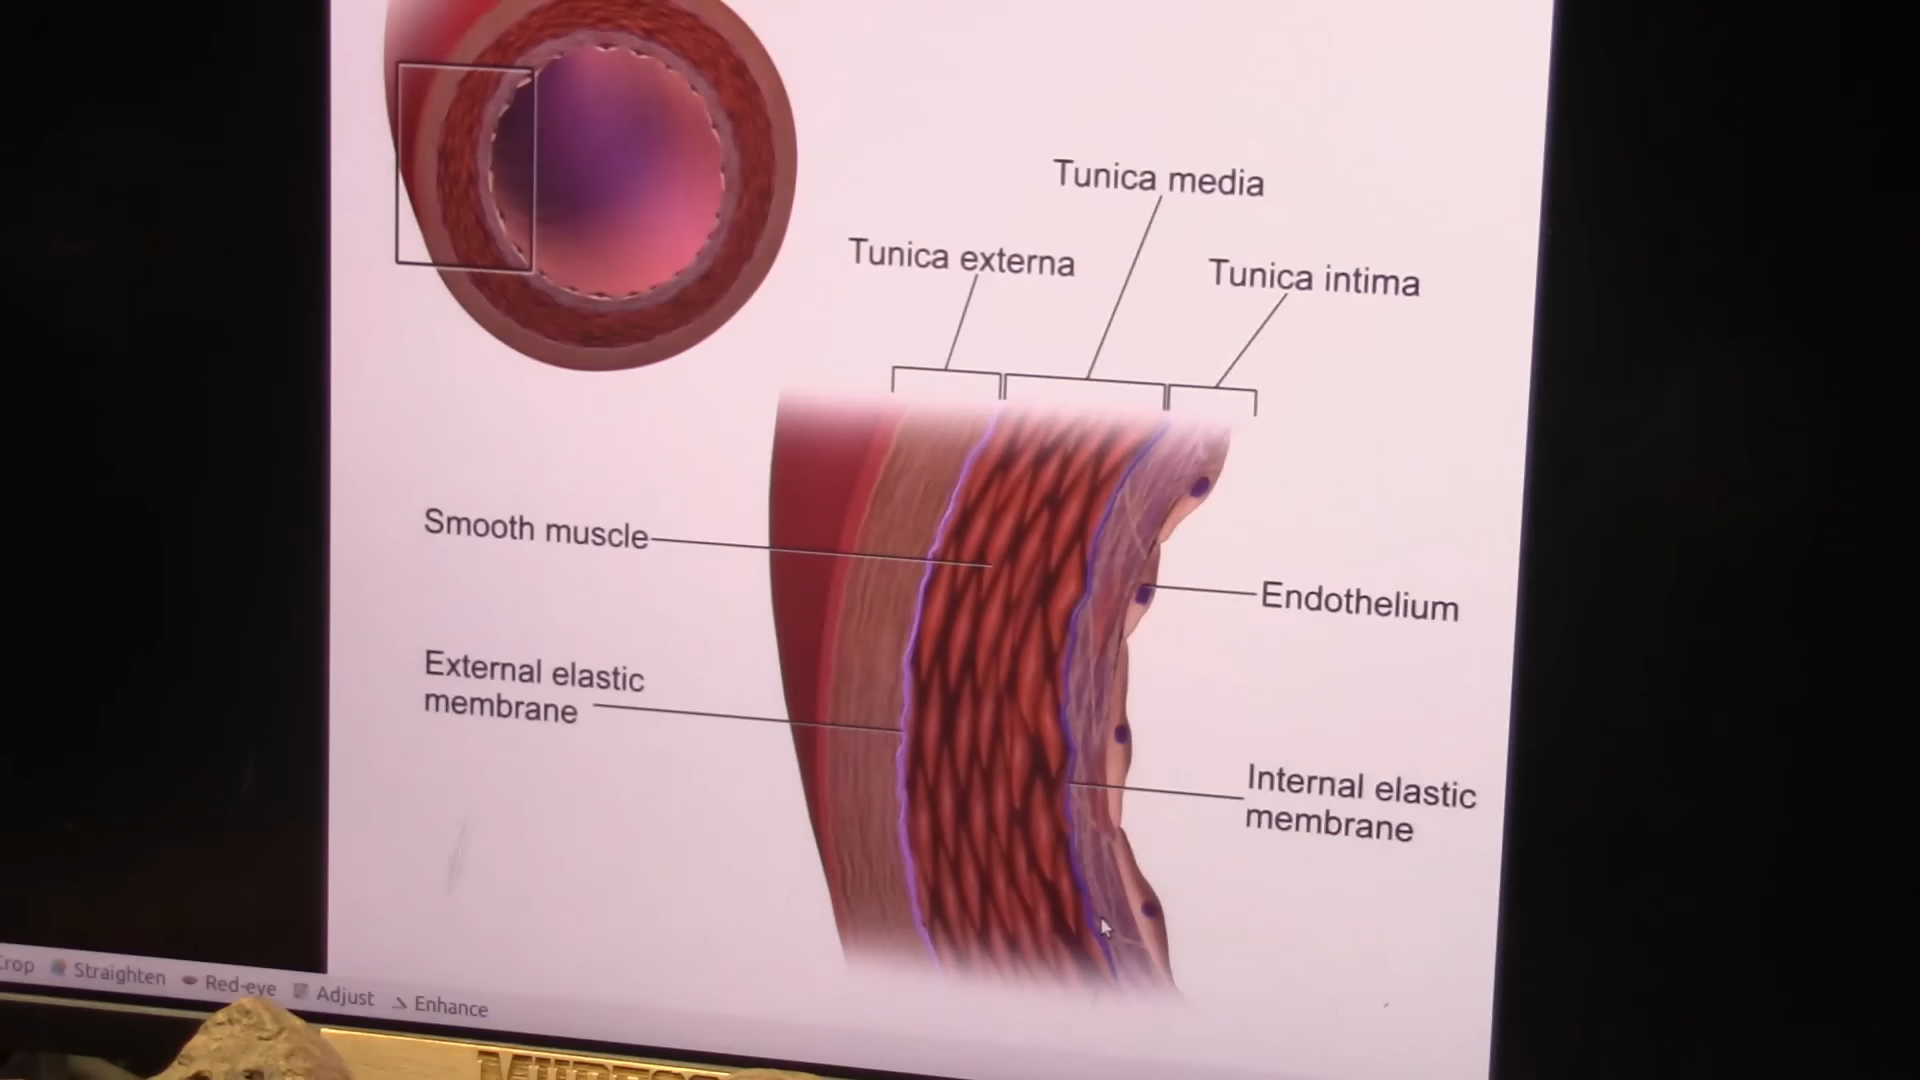 Tunica media
Tunica externa
Tunica intima
Smooth muscle
Endothelium
External elastic
membrane
Internal elastic
membrane
Straighten
Red-eye
Adjust
Enhance